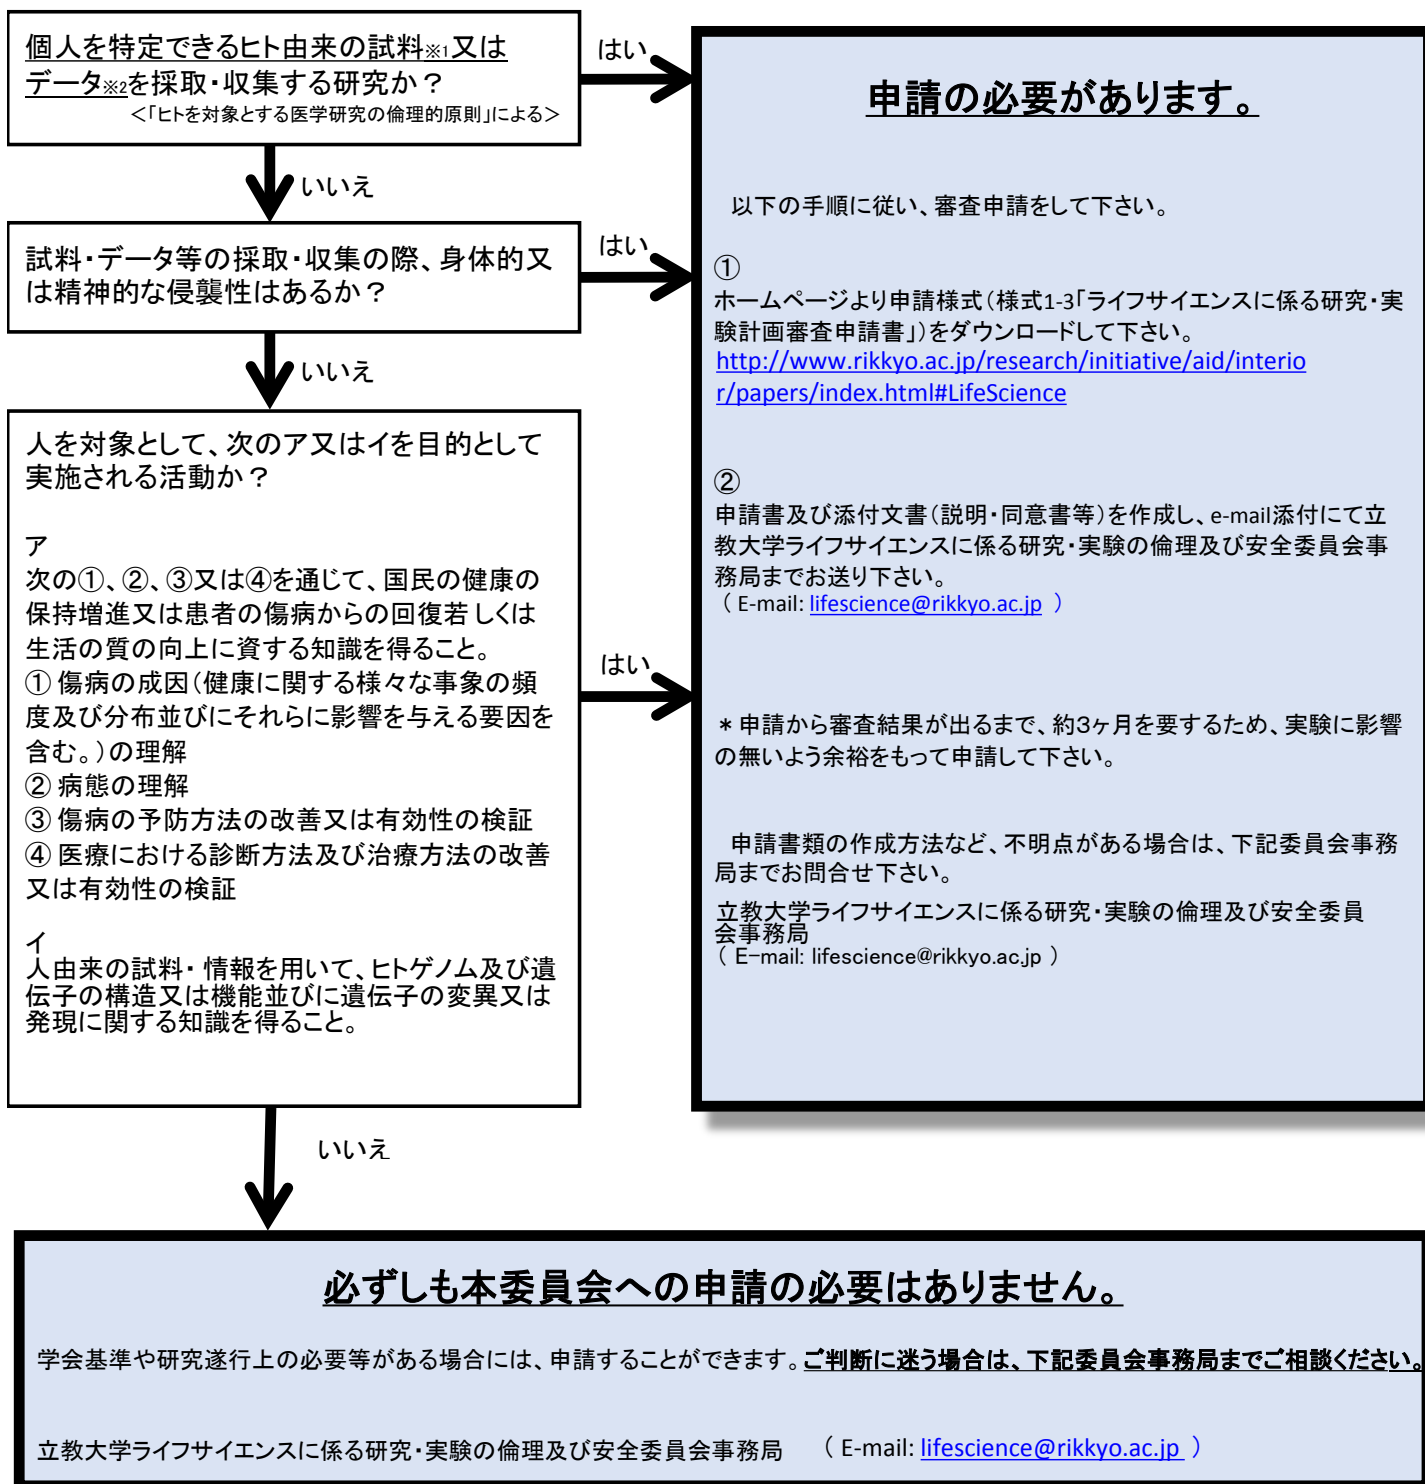 個人を特定できるヒト由来の試料※1又は
データ※2を採取・収集する研究か？
＜「ヒトを対象とする医学研究の倫理的原則」による＞
はい
いいえ
試料・データ等の採取・収集の際、身体的又
は精神的な侵襲性はあるか？
はい
いいえ
人を対象として、次のア又はイを目的として
実施される活動か？
ア
次の①、②、③又は④を通じて、国民の健康の
保持増進又は患者の傷病からの回復若しくは
生活の質の向上に資する知識を得ること。
① 傷病の成因（健康に関する様々な事象の頻
度及び分布並びにそれらに影響を与える要因を
含む。）の理解
② 病態の理解
③ 傷病の予防方法の改善又は有効性の検証
④ 医療における診断方法及び治療方法の改善
又は有効性の検証
イ
人由来の試料・情報を用いて、ヒトゲノム及び遺
伝子の構造又は機能並びに遺伝子の変異又は
発現に関する知識を得ること。
はい
いいえ
申請の必要があります。
以下の手順に従い、審査申請をして下さい。
①
ホームページより申請様式（様式1-3「ライフサイエンスに係る研究・実
験計画審査申請書」）をダウンロードして下さい。
http://www.rikkyo.ac.jp/research/initiative/aid/interio
r/papers/index.html#LifeScience
②
申請書及び添付文書（説明・同意書等）を作成し、e-mail添付にて立
教大学ライフサイエンスに係る研究・実験の倫理及び安全委員会事
務局までお送り下さい。
（ E-mail: lifescience@rikkyo.ac.jp ）
＊申請から審査結果が出るまで、約3ヶ月を要するため、実験に影響
の無いよう余裕をもって申請して下さい。
申請書類の作成方法など、不明点がある場合は、下記委員会事務
局までお問合せ下さい。
立教大学ライフサイエンスに係る研究・実験の倫理及び安全委員
会事務局
（ E-mail: lifescience@rikkyo.ac.jp ）
必ずしも本委員会への申請の必要はありません。
学会基準や研究遂行上の必要等がある場合には、申請することができます。ご判断に迷う場合は、下記委員会事務局までご相談ください。
立教大学ライフサイエンスに係る研究・実験の倫理及び安全委員会事務局 （ E-mail: lifescience@rikkyo.ac.jp ）